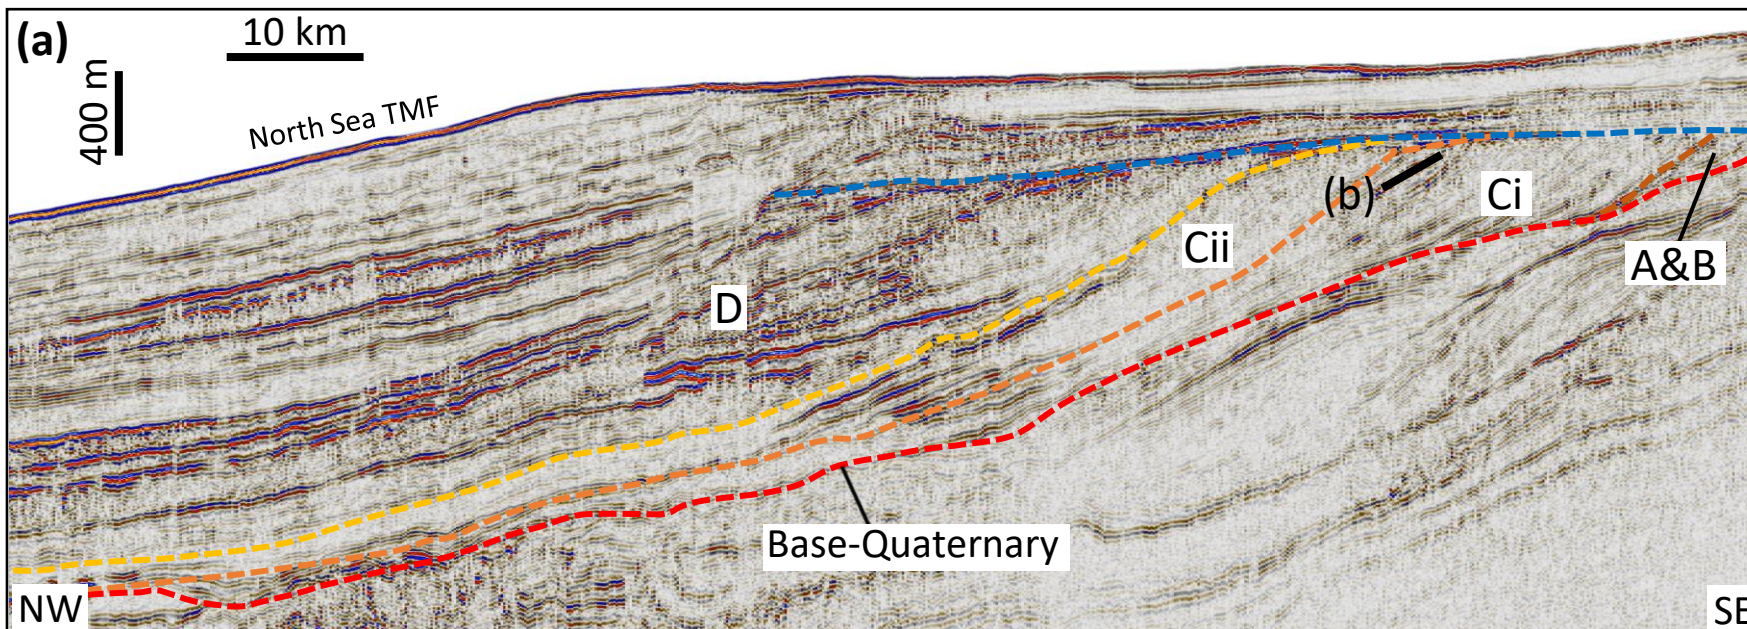 (a)
10 km
400 m
North Sea TMF
(b)
Ci
Cii
A&B
D
Base-Quaternary
NW
SE